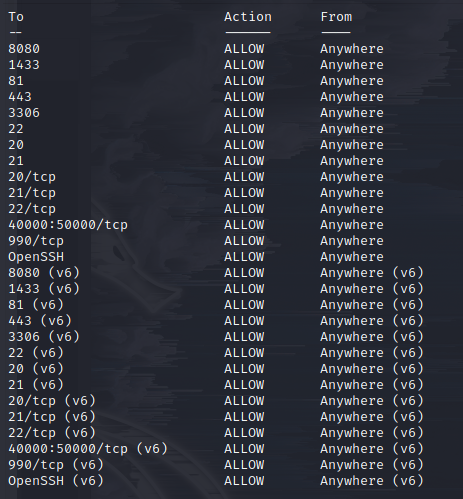 To                         Action      From
--                         ------      ----
8080                       ALLOW       Anywhere
1433                       ALLOW       Anywhere
81                         ALLOW       Anywhere
443                        ALLOW       Anywhere
3306                       ALLOW       Anywhere
22                         ALLOW       Anywhere
20                         ALLOW       Anywhere
21                         ALLOW       Anywhere
20/tcp                     ALLOW       Anywhere
21/tcp                     ALLOW       Anywhere
22/tcp                     ALLOW       Anywhere
40000:50000/tcp            ALLOW       Anywhere
990/tcp                    ALLOW       Anywhere
OpenSSH                    ALLOW       Anywhere
8080 (v6)                  ALLOW       Anywhere (v6)
1433 (v6)                  ALLOW       Anywhere (v6)
81 (v6)                    ALLOW       Anywhere (v6)
443 (v6)                   ALLOW       Anywhere (v6)
3306 (v6)                  ALLOW       Anywhere (v6)
22 (v6)                    ALLOW       Anywhere (v6)
20 (v6)                    ALLOW       Anywhere (v6)
21 (v6)                    ALLOW       Anywhere (v6)
20/tcp (v6)                ALLOW       Anywhere (v6)
21/tcp (v6)                ALLOW       Anywhere (v6)
22/tcp (v6)                ALLOW       Anywhere (v6)
40000:50000/tcp (v6)       ALLOW       Anywhere (v6)
990/tcp (v6)               ALLOW       Anywhere (v6)
OpenSSH (v6)               ALLOW       Anywhere (v6)